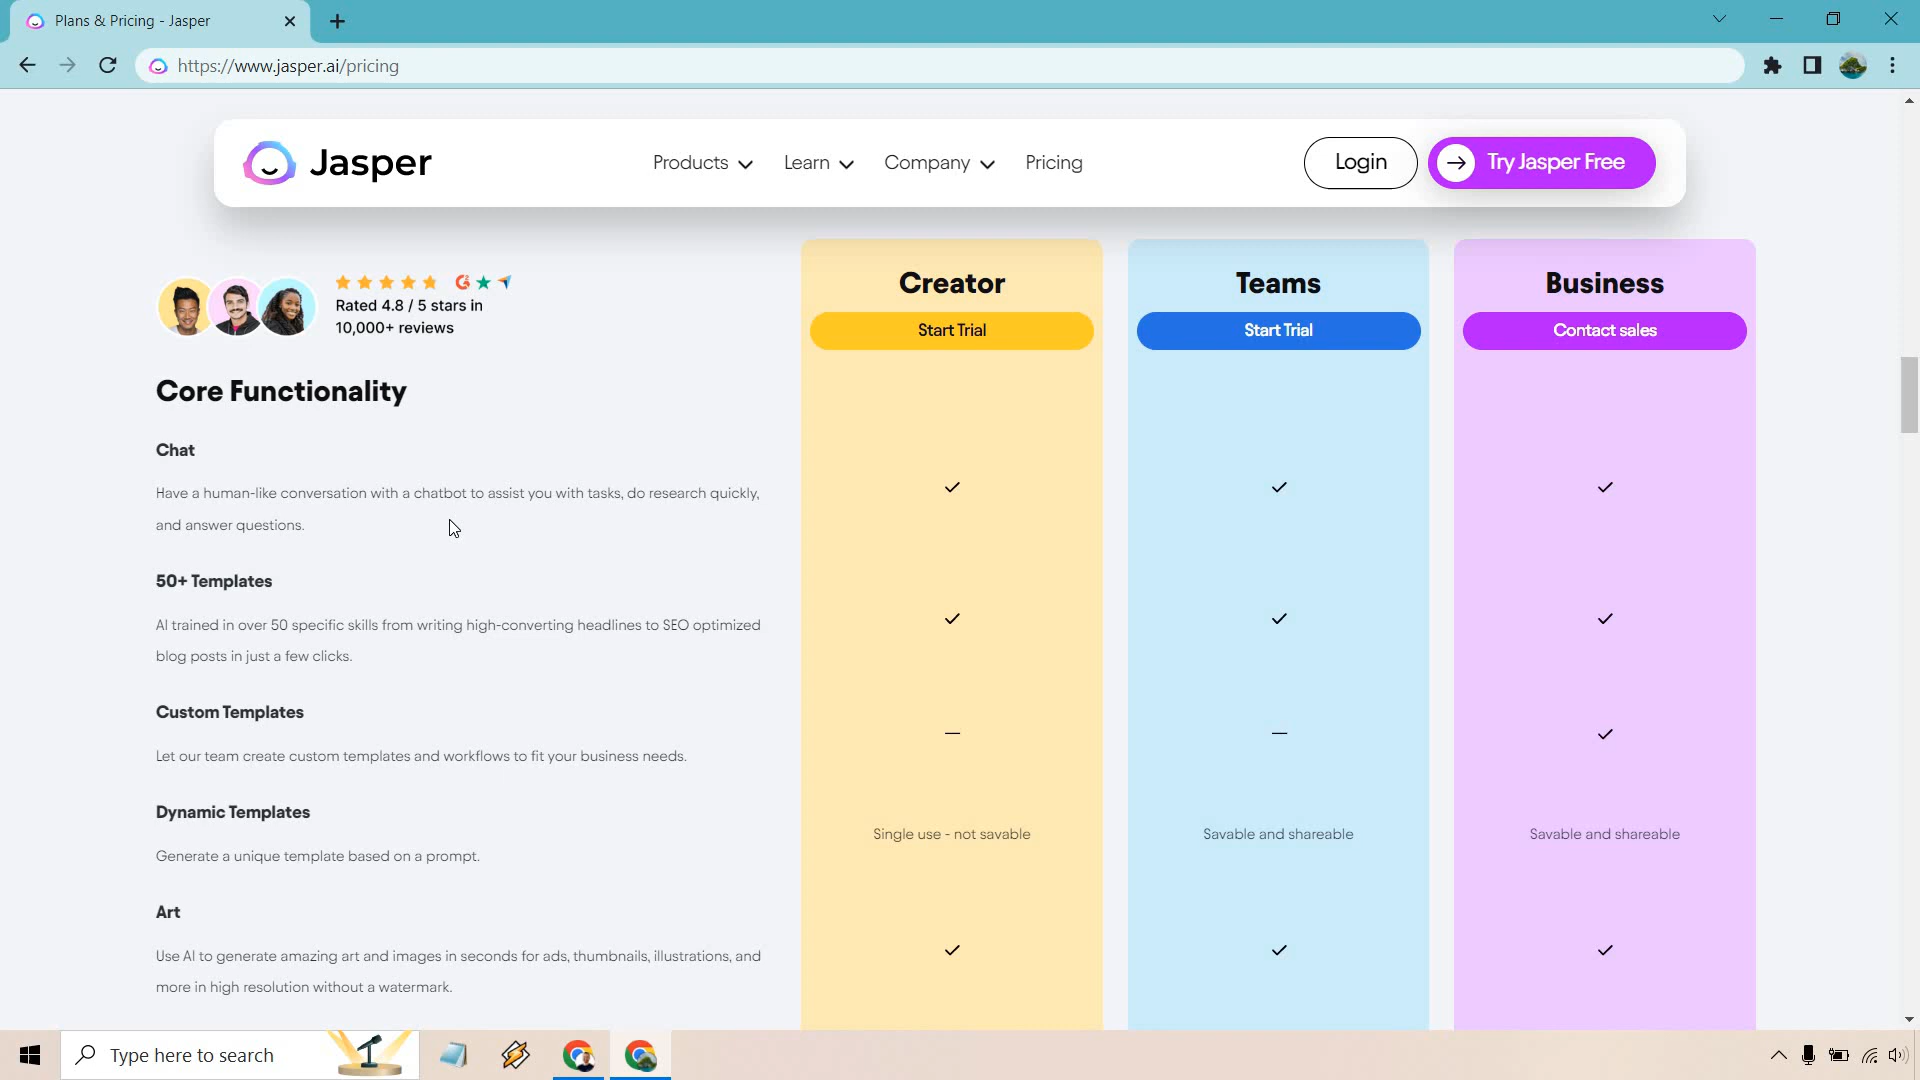 Plans & Pricing - Jasper
https://www.jasper.ai/pricing
Jasper
Products
Learn
Company
Pricing
Login
Try Jasper Free
Rated 4.8 / 5 stars in
10,000+ reviews
Creator
Start Trial
Teams
Start Trial
Business
Contact sales
Core Functionality
Chat
Have a human-like conversation with a chatbot to assist you with tasks, do research quickly,
and answer questions.
50+ Templates
AI trained in over 50 specific skills from writing high-converting headlines to SEO optimized
blog posts in just a few clicks.
Custom Templates
Let our team create custom templates and workflows to fit your business needs.
Dynamic Templates
Generate a unique template based on a prompt.
Single use - not savable
Savable and shareable
Savable and shareable
Art
Use AI to generate amazing art and images in seconds for ads, thumbnails, illustrations, and
more in high resolution without a watermark.
Type here to search